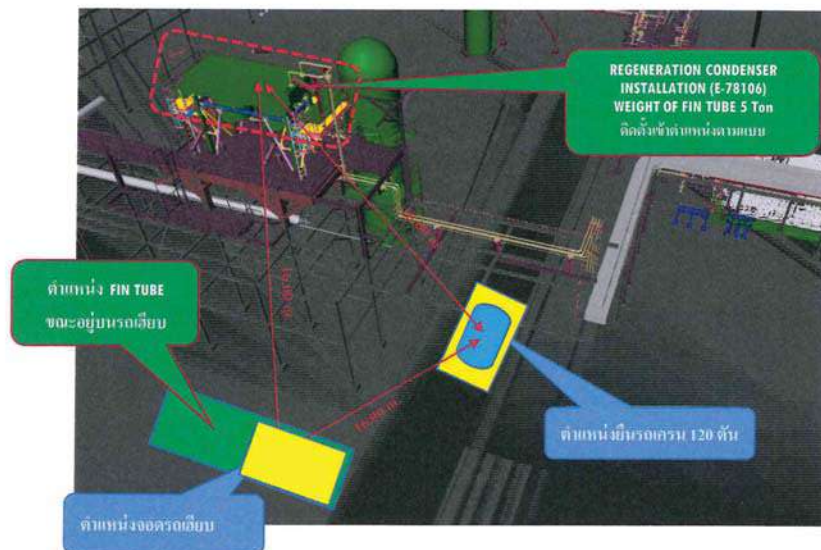 REGENERATION CONDENSER
INSTALLATION (E-78106)
WEIGHT OF FIN TUBE 5 Ton
ติดตั้งเข้าตำแหน่งตามแบบ
ตำแหน่ง FIN TUBE
ขณะอยู่บนรถเฮียบ
16.00 m
ตำแหน่งยืนรถเครน 120 ตัน
ตำแหน่งจอดรถเฮียบ